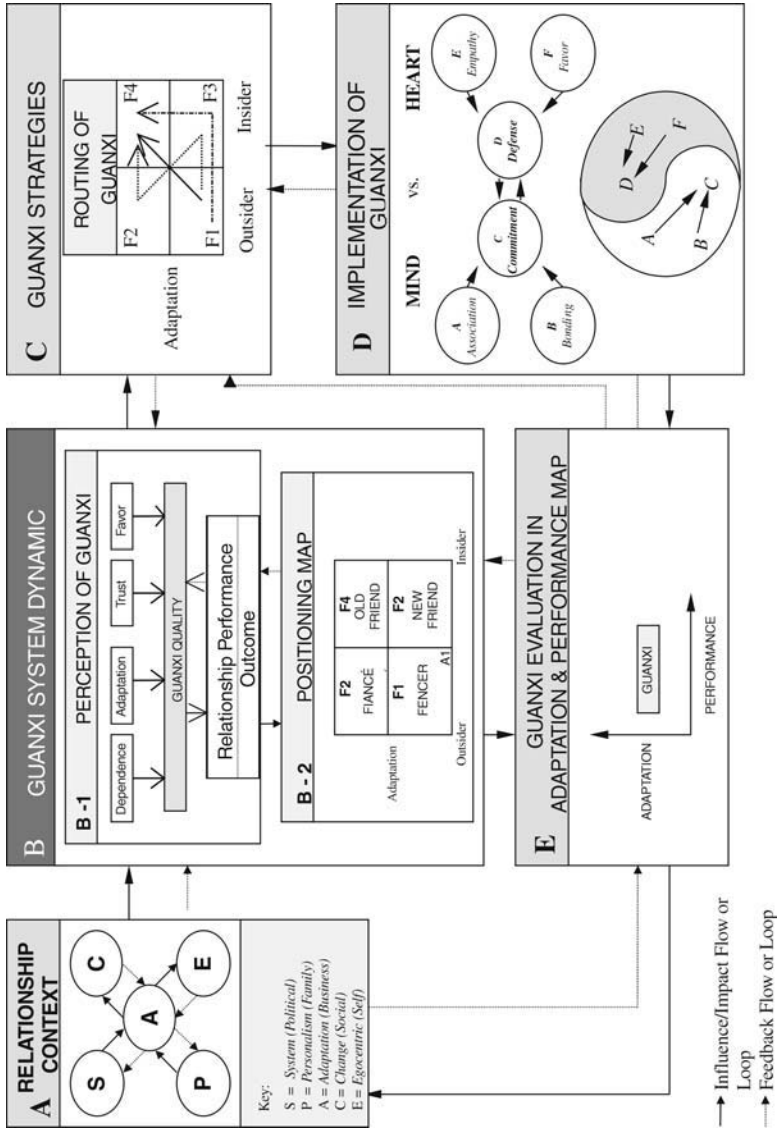 A RELATIONSHIP
CONTEXT
S
C
A
P
E
Key:
S = System (Political)
P = Personalism (Family)
A = Adaptation (Business)
C = Change (Social)
E = Egocentric (Self)
B GUANXI SYSTEM DYNAMIC
B -1 PERCEPTION OF GUANXI
Dependence
Adaptation
Trust
Favor
GUANXI QUALITY
Relationship Performance
Outcome
B - 2 POSITIONING MAP
Adaptation
F2
FIANCÉ
F4
OLD
FRIEND
F1
FENCER
F2
NEW
FRIEND
A1
Outsider
Insider
C GUANXI STRATEGIES
ROUTING OF
GUANXI
F2
F4
F1
F3
Adaptation
Outsider
Insider
D IMPLEMENTATION OF
GUANXI
MIND vs. HEART
A
Association
B
Bonding
C
Commitment
D
Defense
E
Empathy
F
Favor
A
B
C
D
E
F
E GUANXI EVALUATION IN
ADAPTATION & PERFORMANCE MAP
ADAPTATION
GUANXI
PERFORMANCE
Influence/Impact Flow or
Loop
Feedback Flow or Loop